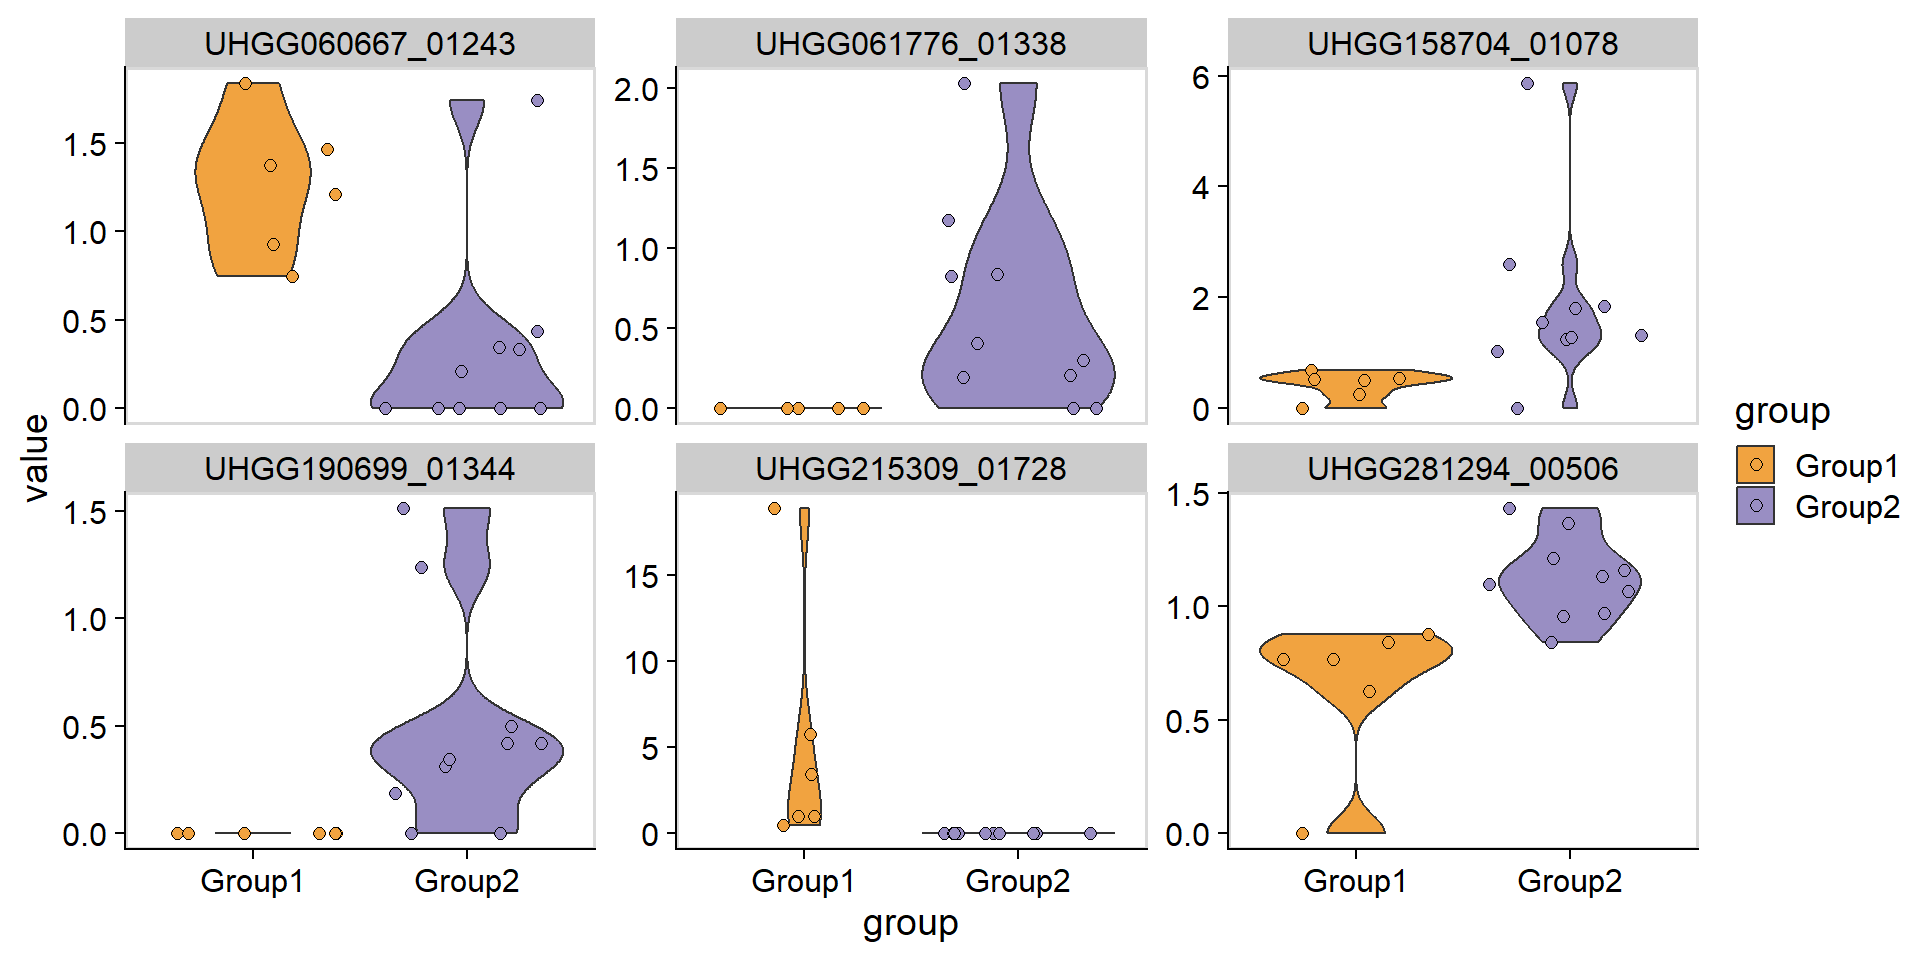 UHGG060667_01243
UHGG061776_01338
UHGG158704_01078
1.5
1.0
0.5
0.0
2.0
1.5
1.0
0.5
0.0
6
4
2
0
value
UHGG190699_01344
UHGG215309_01728
UHGG281294_00506
1.5
1.0
0.5
0.0
15
10
5
0
1.5
1.0
0.5
0.0
Group1 Group2
Group1 Group2
Group1 Group2
group
group
Group1
Group2